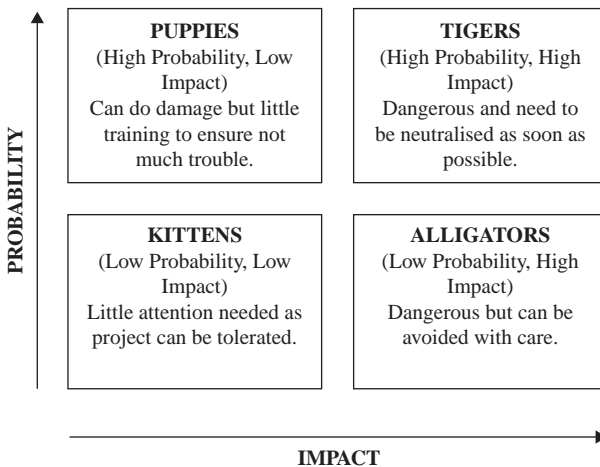 PUPPIES
(High Probability, Low
Impact)
Can do damage but little
training to ensure not
much trouble.
TIGERS
(High Probability, High
Impact)
Dangerous and need to
be neutralised as soon as
possible.
PROBABILITY
KITTENS
(Low Probability, Low
Impact)
Little attention needed as
project can be tolerated.
ALLIGATORS
(Low Probability, High
Impact)
Dangerous but can be
avoided with care.
IMPACT